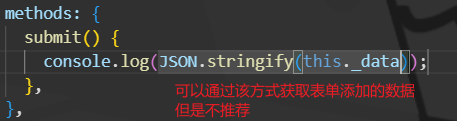 methods: {
  submit() {
    console.log(JSON.stringify(this._data));
  },
可以通过该方式获取表单添加的数据
但是不推荐
},